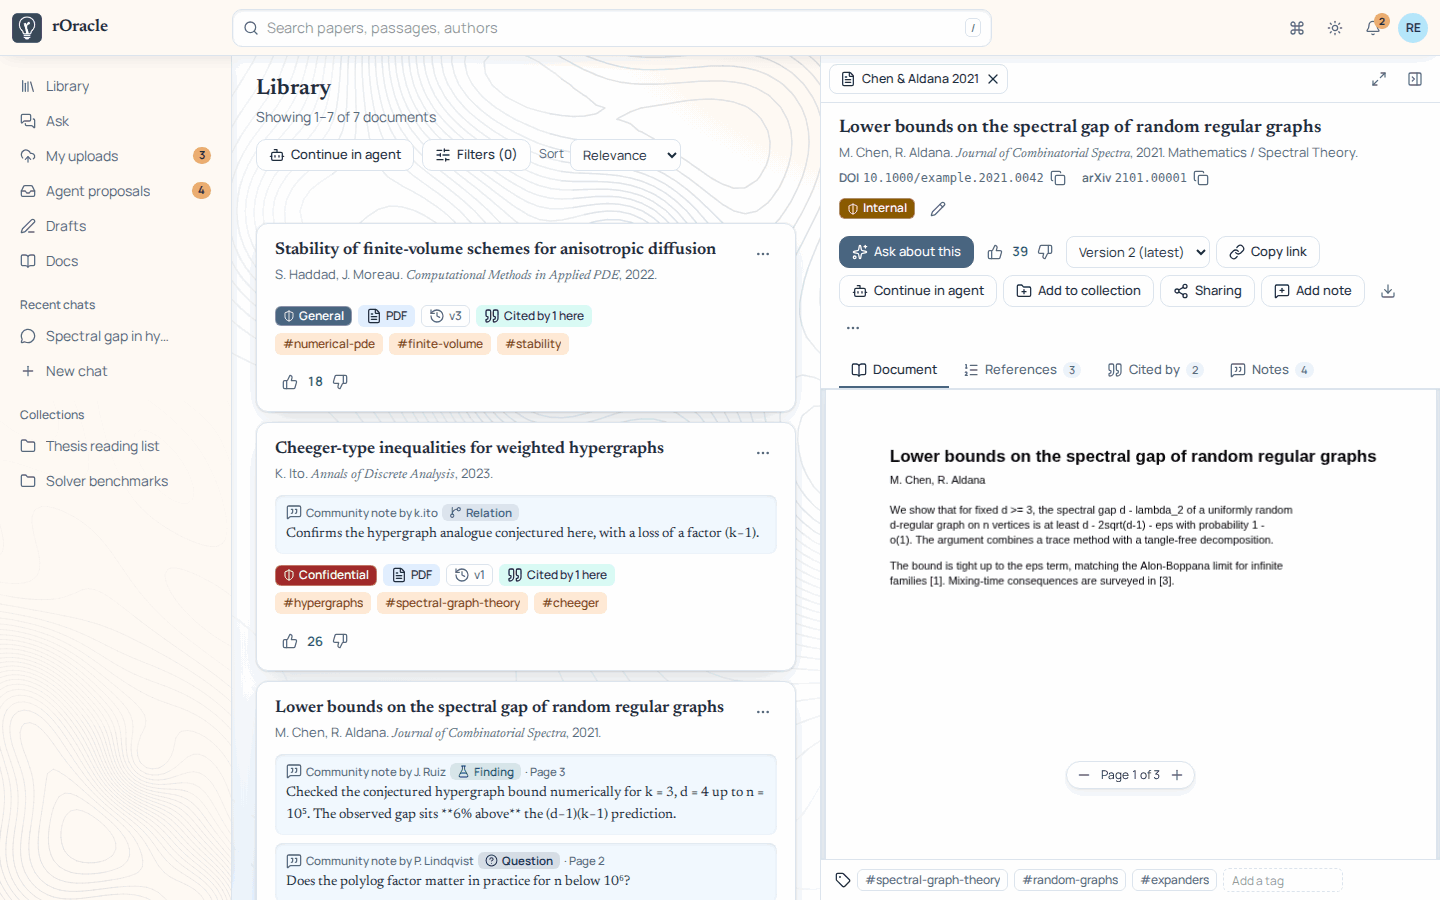 rOracle
Search papers, passages, authors
/
2
RE
Library
Ask
My uploads
3
Agent proposals
4
Drafts
Docs
Recent chats
Spectral gap in hy...
New chat
Collections
Thesis reading list
Solver benchmarks
Library
Showing 1–7 of 7 documents
Continue in agent
Filters (0)
Sort
Relevance
Stability of finite-volume schemes for anisotropic diffusion
S. Haddad, J. Moreau. Computational Methods in Applied PDE, 2022.
General
PDF
v3
Cited by 1 here
#numerical-pde
#finite-volume
#stability
18
Cheeger-type inequalities for weighted hypergraphs
K. Ito. Annals of Discrete Analysis, 2023.
Community note by k.ito
Relation
Confirms the hypergraph analogue conjectured here, with a loss of a factor (k−1).
Confidential
PDF
v1
Cited by 1 here
#hypergraphs
#spectral-graph-theory
#cheeger
26
Lower bounds on the spectral gap of random regular graphs
M. Chen, R. Aldana. Journal of Combinatorial Spectra, 2021.
Community note by J. Ruiz
Finding
· Page 3
Checked the conjectured hypergraph bound numerically for k = 3, d = 4 up to n =
10⁵. The observed gap sits **6% above** the (d−1)(k−1) prediction.
Community note by P. Lindqvist
Question
· Page 2
Does the polylog factor matter in practice for n below 10⁶?
Chen & Aldana 2021
Lower bounds on the spectral gap of random regular graphs
M. Chen, R. Aldana. Journal of Combinatorial Spectra, 2021. Mathematics / Spectral Theory.
DOI 10.1000/example.2021.0042
arXiv 2101.00001
Internal
Ask about this
39
Version 2 (latest)
Copy link
Continue in agent
Add to collection
Sharing
Add note
Document
References 3
Cited by 2
Notes 4
Lower bounds on the spectral gap of random regular graphs
M. Chen, R. Aldana
We show that for fixed d >= 3, the spectral gap d - lambda_2 of a uniformly random
d-regular graph on n vertices is at least d - 2sqrt(d-1) - eps with probability 1 -
o(1). The argument combines a trace method with a tangle-free decomposition.
The bound is tight up to the eps term, matching the Alon-Boppana limit for infinite
families [1]. Mixing-time consequences are surveyed in [3].
Page 1 of 3
#spectral-graph-theory
#random-graphs
#expanders
Add a tag